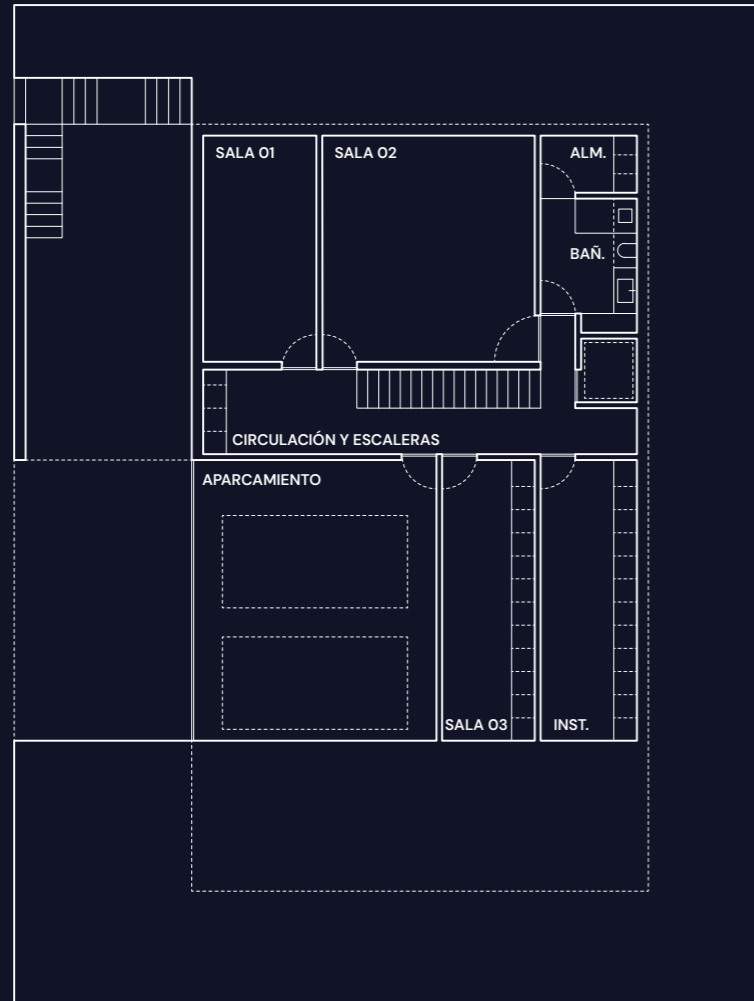 SALA 01
SALA 02
ALM.
BAÑ.
CIRCULACIÓN Y ESCALERAS
APARCAMIENTO
SALA 03
INST.